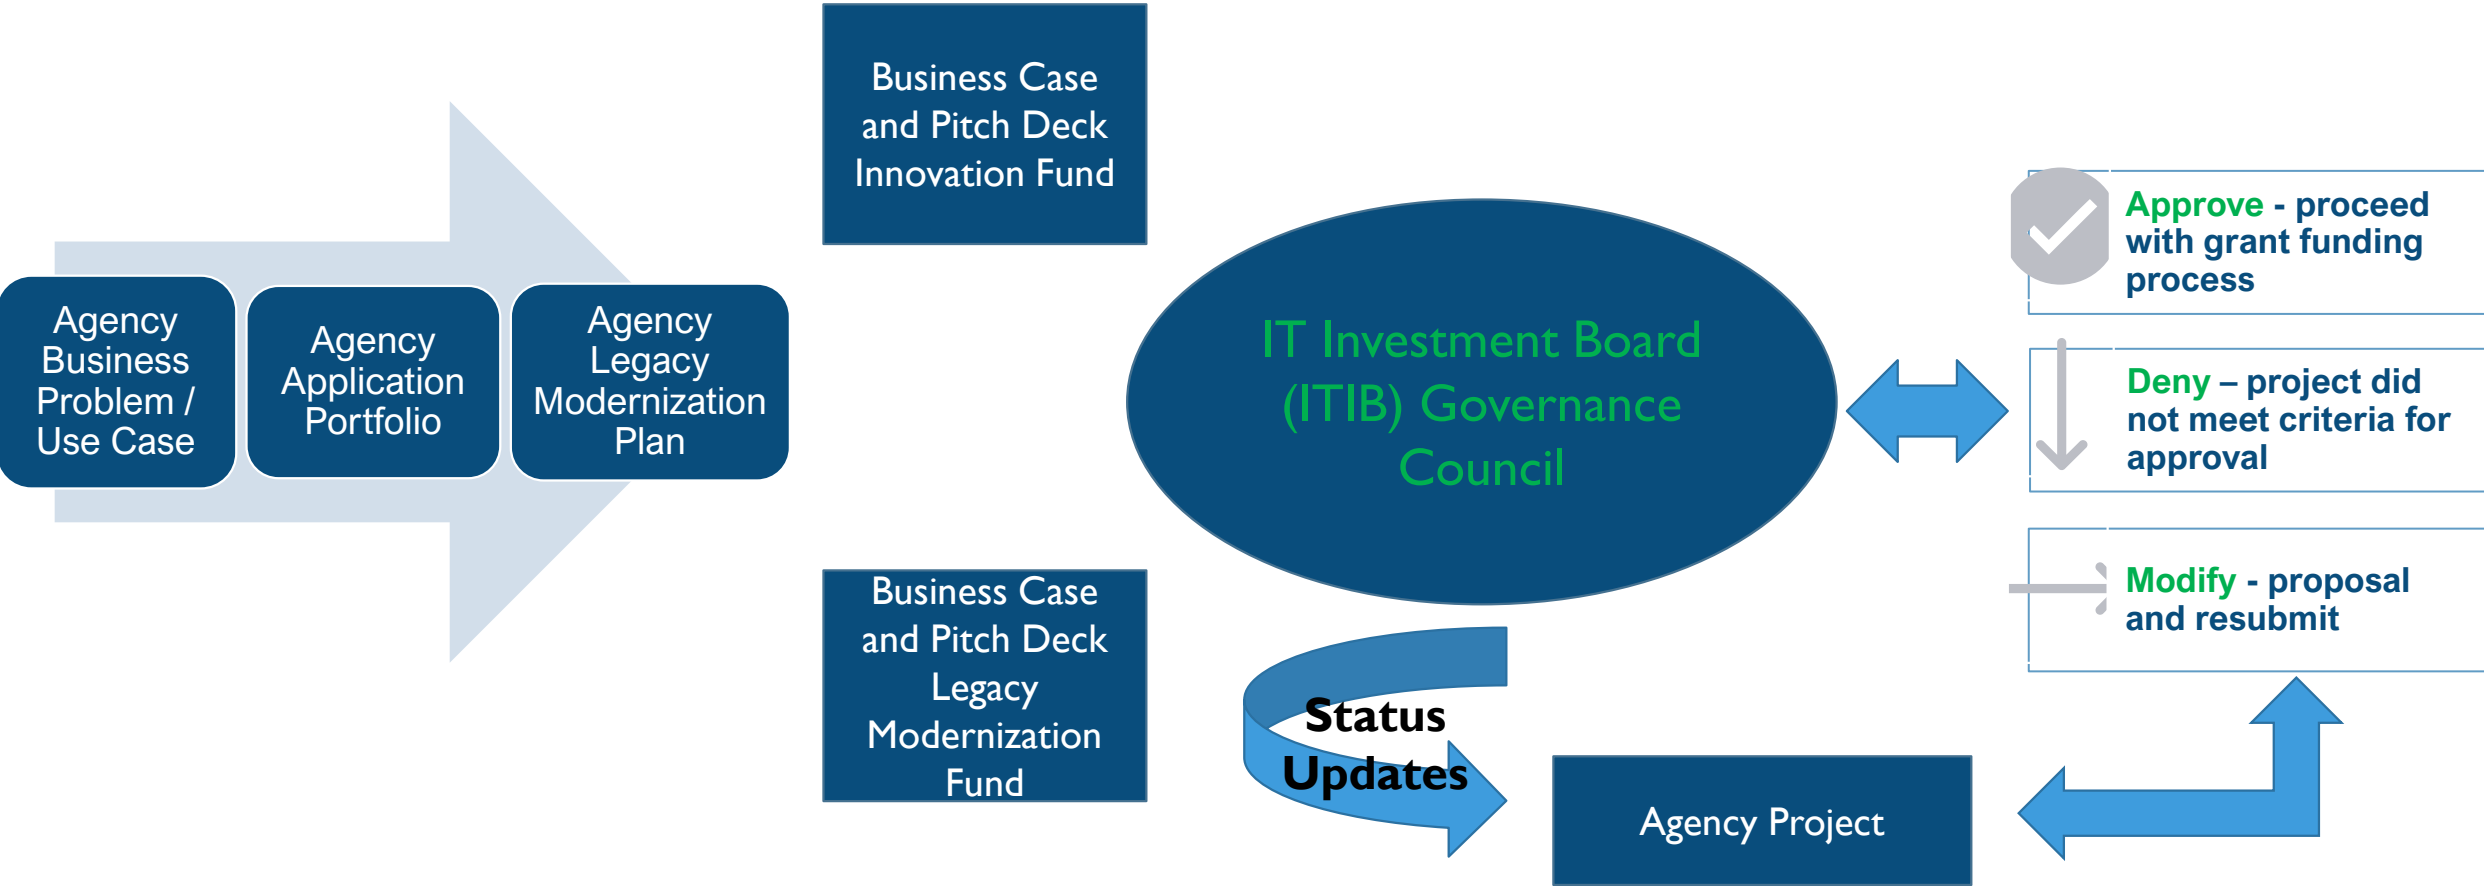 Business Case
and Pitch Deck
Innovation Fund
Agency
Business
Problem /
Use Case
Agency
Application
Portfolio
Agency
Legacy
Modernization
Plan
Business Case
and Pitch Deck
Legacy
Modernization
Fund
IT Investment Board
(ITIB) Governance
Council
Approve - proceed
with grant funding
process
Deny – project did
not meet criteria for
approval
Modify - proposal
and resubmit
Status
Updates
Agency Project